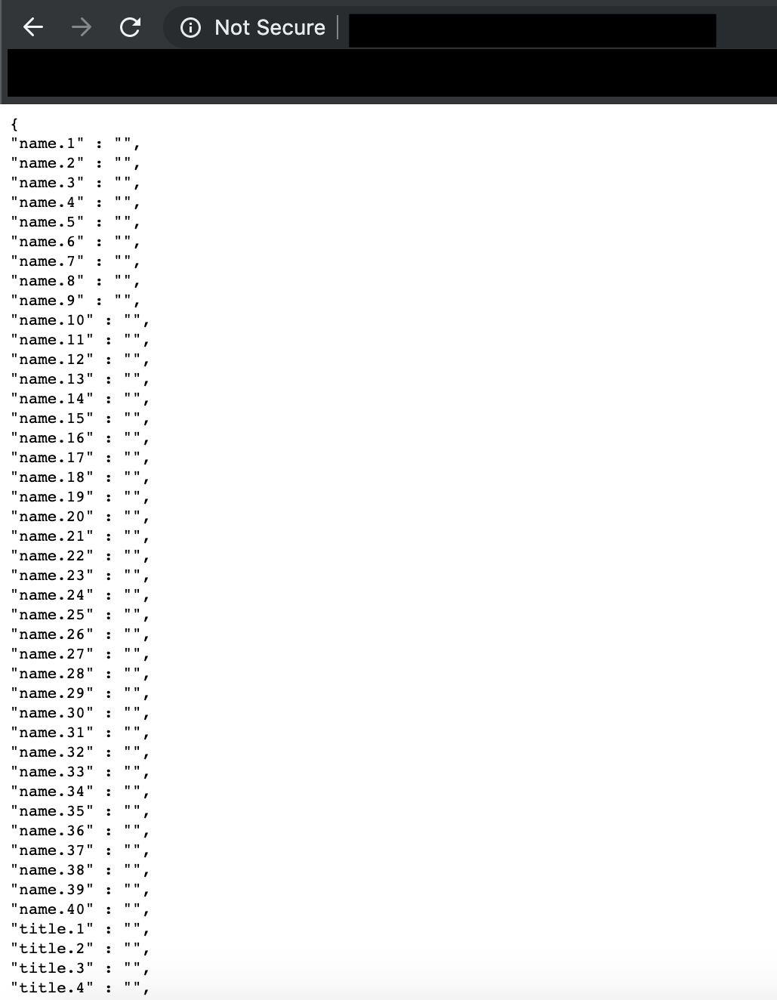 Not Secure
{
"name.1" : "",
"name.2" : "",
"name.3" : "",
"name.4" : "",
"name.5" : "",
"name.6" : "",
"name.7" : "",
"name.8" : "",
"name.9" : "",
"name.10" : "",
"name.11" : "",
"name.12" : "",
"name.13" : "",
"name.14" : "",
"name.15" : "",
"name.16" : "",
"name.17" : "",
"name.18" : "",
"name.19" : "",
"name.20" : "",
"name.21" : "",
"name.22" : "",
"name.23" : "",
"name.24" : "",
"name.25" : "",
"name.26" : "",
"name.27" : "",
"name.28" : "",
"name.29" : "",
"name.30" : "",
"name.31" : "",
"name.32" : "",
"name.33" : "",
"name.34" : "",
"name.35" : "",
"name.36" : "",
"name.37" : "",
"name.38" : "",
"name.39" : "",
"name.40" : "",
"title.1" : "",
"title.2" : "",
"title.3" : "",
"title.4" : "",